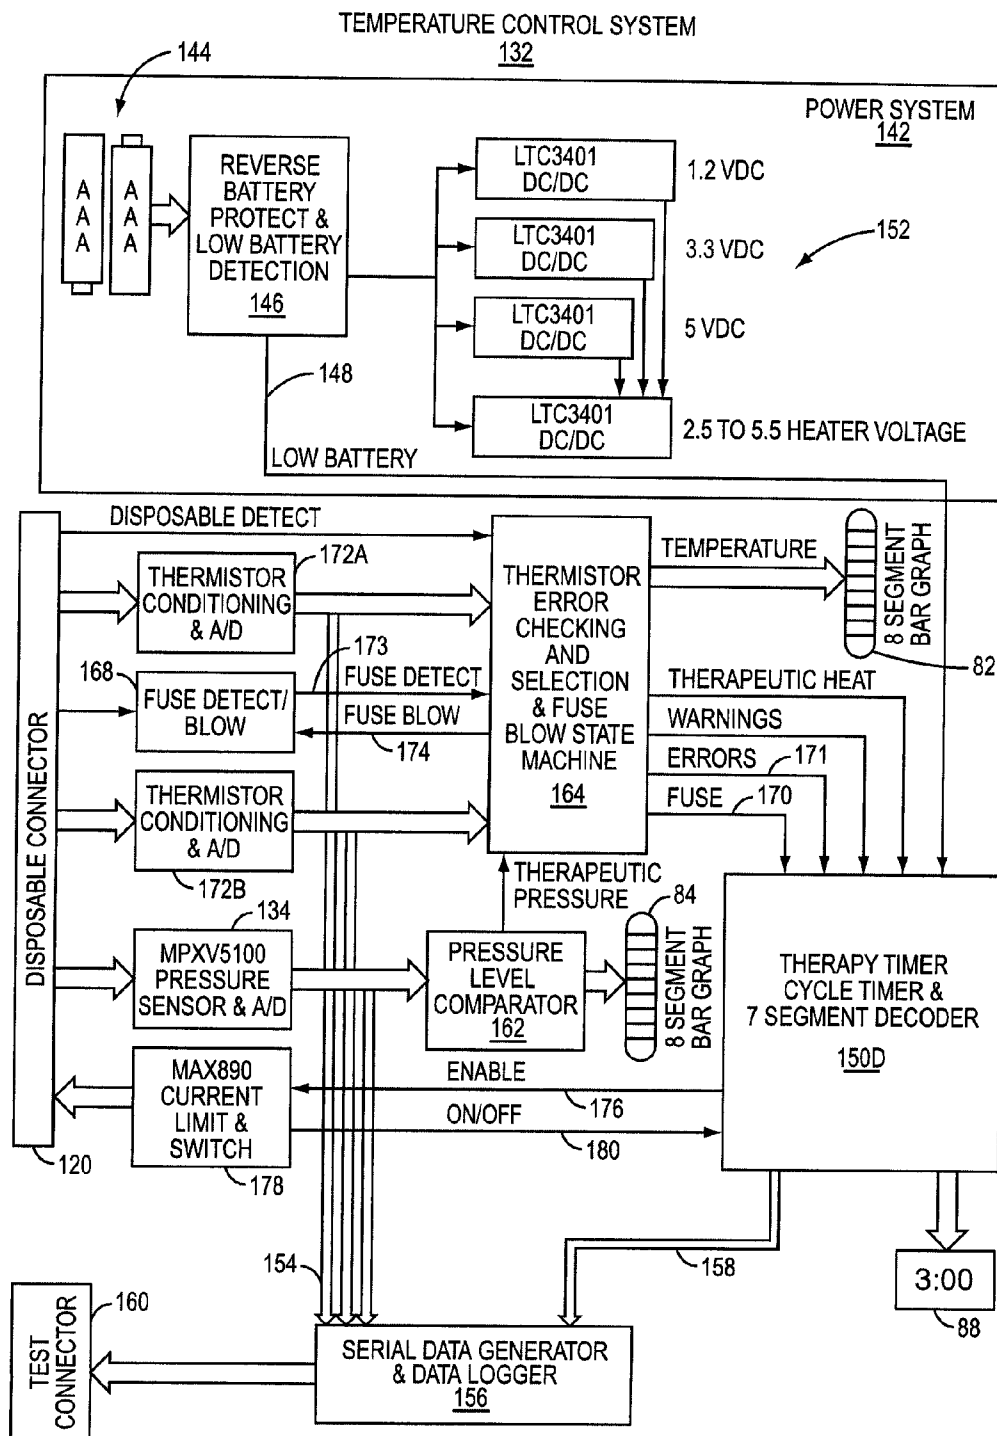 TEMPERATURE CONTROL SYSTEM
132
144
POWER SYSTEM
142
AAA
AAA
REVERSE
BATTERY
PROTECT &
LOW BATTERY
DETECTION
146
LTC3401
DC/DC
1.2 VDC
LTC3401
DC/DC
3.3 VDC
152
LTC3401
DC/DC
5 VDC
LTC3401
DC/DC
2.5 TO 5.5 HEATER VOLTAGE
148
LOW BATTERY
DISPOSABLE CONNECTOR
120
DISPOSABLE DETECT
172A
THERMISTOR
CONDITIONING
& A/D
168
FUSE DETECT/
BLOW
173
FUSE DETECT
FUSE BLOW
174
THERMISTOR
CONDITIONING
& A/D
172B
134
MPXV5100
PRESSURE
SENSOR & A/D
MAX890
CURRENT
LIMIT &
SWITCH
178
THERMISTOR
ERROR
CHECKING
AND
SELECTION
& FUSE
BLOW STATE
MACHINE
164
TEMPERATURE
8 SEGMENT
BAR GRAPH
82
THERAPEUTIC HEAT
WARNINGS
ERRORS
171
FUSE
170
THERAPEUTIC
PRESSURE
PRESSURE
LEVEL
COMPARATOR
162
84
8 SEGMENT
BAR GRAPH
THERAPY TIMER
CYCLE TIMER &
7 SEGMENT DECODER
150D
ENABLE
176
ON/OFF
180
154
158
3:00
88
160
TEST
CONNECTOR
SERIAL DATA GENERATOR
& DATA LOGGER
156